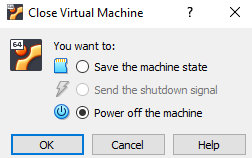 Close Virtual Machine
?
64
You want to:
Save the machine state
Send the shutdown signal
Power off the machine
OK
Cancel
Help